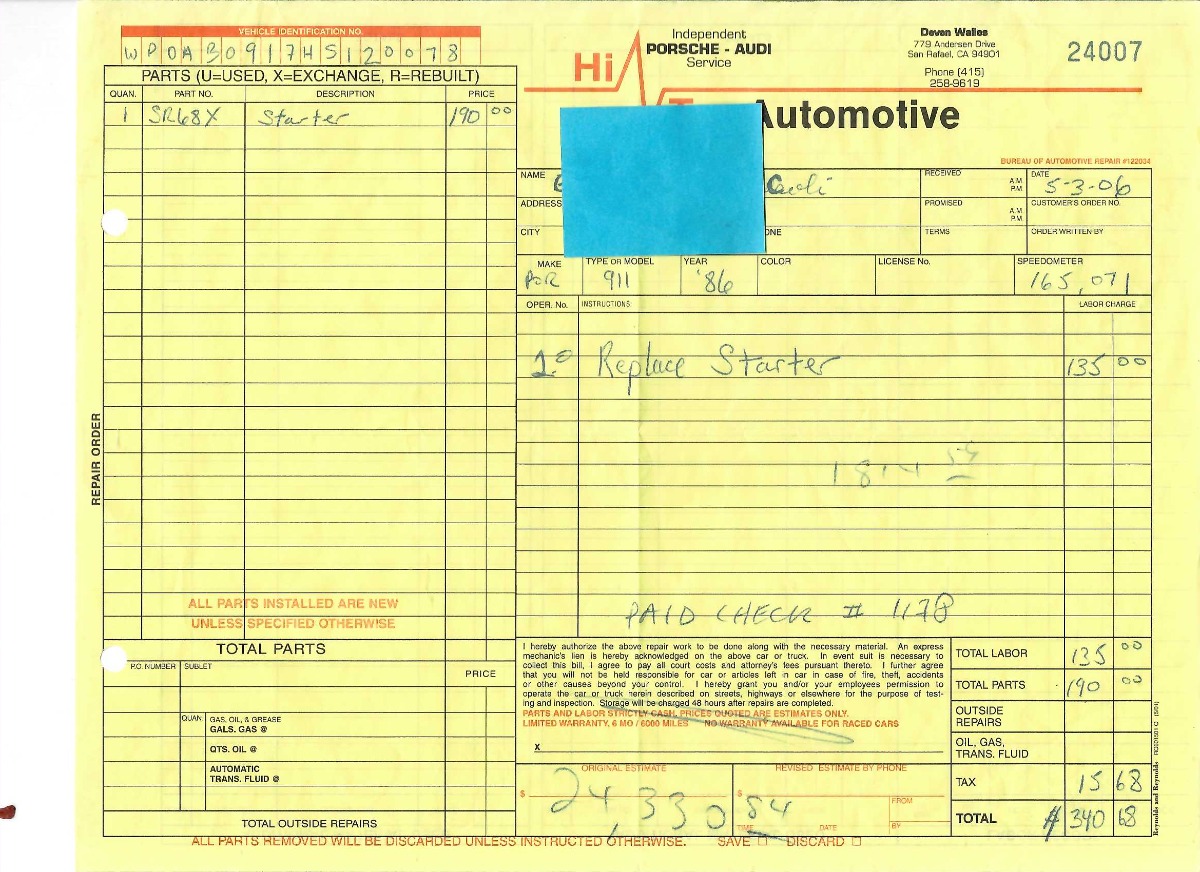 VEHICLE IDENTIFICATION NO.
WP0AB0917HS120078
PARTS (U=USED, X=EXCHANGE, R=REBUILT)
QUAN. PART NO. DESCRIPTION PRICE
1 SR68X Starter 190 00
Hi
Independent
PORSCHE - AUDI
Service
Automotive
Devon Walles
779 Andersen Drive
San Rafael, CA 94901
Phone (415)
258-9619
24007
BUREAU OF AUTOMOTIVE REPAIR #122034
NAME RECEIVED A.M. P.M. DATE 5-3-06
ADDRESS PROMISED A.M. P.M. CUSTOMER'S ORDER NO.
CITY TERMS ORDER WRITTEN BY
MAKE TYPE OR MODEL YEAR COLOR LICENSE No. SPEEDOMETER
POR 911 '86 165,071
OPER. No. INSTRUCTIONS: LABOR CHARGE
Replace Starter 135 00
1814 54
PAID CHECK # 1178
REPAIR ORDER
ALL PARTS INSTALLED ARE NEW
UNLESS SPECIFIED OTHERWISE
TOTAL PARTS
P.O. NUMBER SUBLET PRICE
QUAN. GAS, OIL, & GREASE
GALS. GAS @
QTS. OIL @
AUTOMATIC
TRANS. FLUID @
TOTAL OUTSIDE REPAIRS
I hereby authorize the above repair work to be done along with the necessary material. An express
mechanic's lien is hereby acknowledged on the above car or truck. In event suit is necessary to
collect this bill, I agree to pay all court costs and attorney's fees pursuant thereto. I further agree
that you will not be held responsible for car or articles left in car in case of fire, theft, accidents
or other causes beyond your control. I hereby grant you and/or your employees permission to
operate the car or truck herein described on streets, highways or elsewhere for the purpose of test-
ing and inspection. Storage will be charged 48 hours after repairs are completed.
PARTS AND LABOR STRICTLY CASH, PRICES QUOTED ARE ESTIMATES ONLY.
LIMITED WARRANTY, 6 MO / 6000 MILES NO WARRANTY AVAILABLE FOR RACED CARS
X
ORIGINAL ESTIMATE REVISED ESTIMATE BY PHONE
$ 24,330 54 $
FROM
TIME DATE BY
TOTAL LABOR 135 00
TOTAL PARTS 190 00
OUTSIDE
REPAIRS
OIL, GAS,
TRANS. FLUID
TAX 15 68
TOTAL # 340 68
Reynolds and Reynolds
ALL PARTS REMOVED WILL BE DISCARDED UNLESS INSTRUCTED OTHERWISE. SAVE ☐ DISCARD ☐